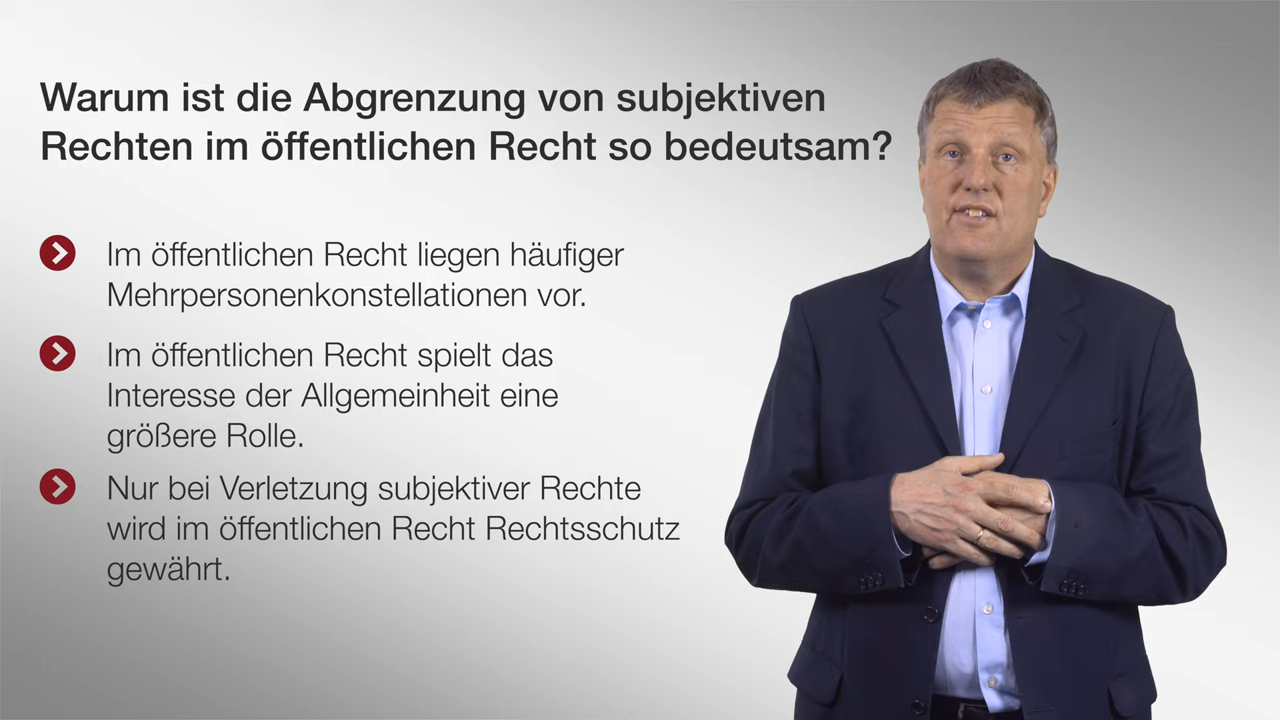 Warum ist die Abgrenzung von subjektiven
Rechten im öffentlichen Recht so bedeutsam?
Im öffentlichen Recht liegen häufiger
Mehrpersonenkonstellationen vor.
Im öffentlichen Recht spielt das
Interesse der Allgemeinheit eine
größere Rolle.
Nur bei Verletzung subjektiver Rechte
wird im öffentlichen Recht Rechtsschutz
gewährt.